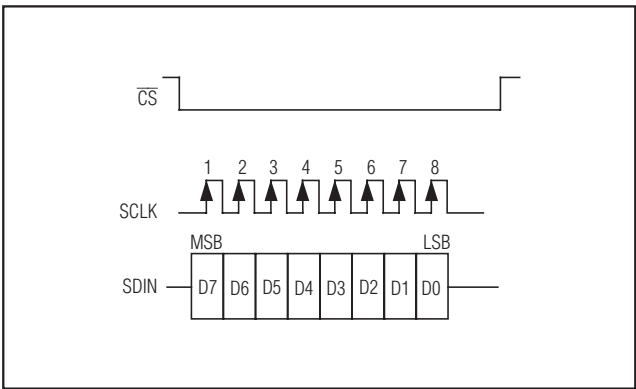 CS
1 2 3 4 5 6 7 8
SCLK
MSB LSB
SDIN D7 D6 D5 D4 D3 D2 D1 D0